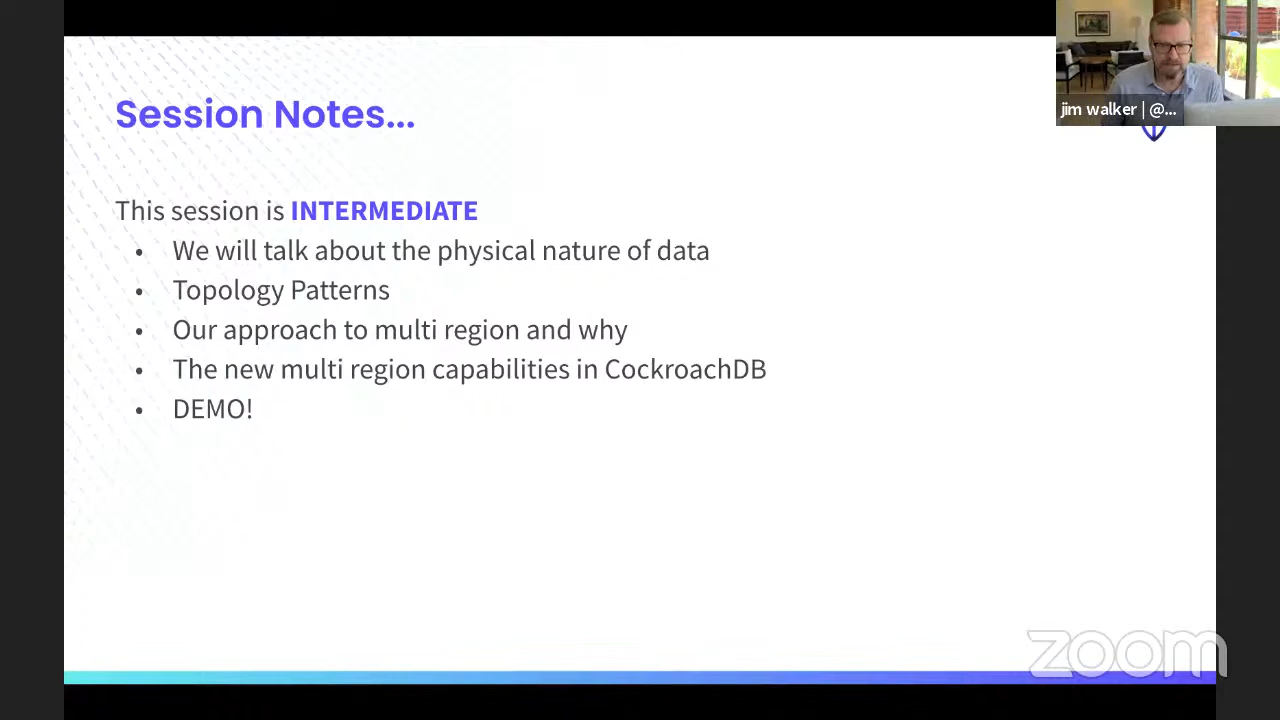 Session Notes...
jim walker | @...
This session is INTERMEDIATE
• We will talk about the physical nature of data
• Topology Patterns
• Our approach to multi region and why
• The new multi region capabilities in CockroachDB
• DEMO!
zoom